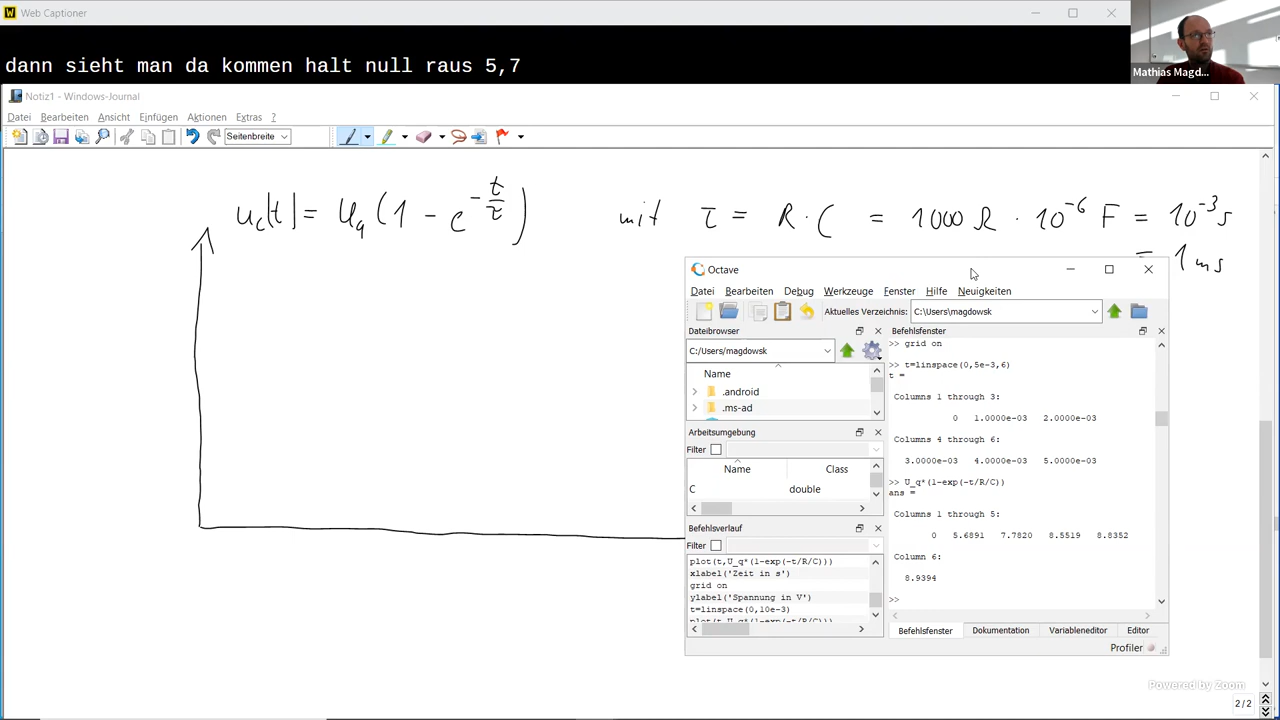 Web Captioner
dann sieht man da kommen halt null raus 5,7
Mathias Magd...
Notiz1 - Windows-Journal
Datei Bearbeiten Ansicht Einfügen Aktionen Extras ?
Seitenbreite
u_c(t) = U_q (1 - e^{-t/τ}) mit τ = R · C = 1000 Ω · 10^{-6} F = 10^{-3} s
= 1 ms
Octave
Datei Bearbeiten Debug Werkzeuge Fenster Hilfe Neuigkeiten
Aktuelles Verzeichnis: C:\Users\magdowsk
Dateibrowser
C:/Users/magdowsk
Name
.android
.ms-ad
Arbeitsumgebung
Filter
Name Class
C double
Befehlsverlauf
Filter
plot(t,U_q*(1-exp(-t/R/C)))
xlabel('Zeit in s')
grid on
ylabel('Spannung in V')
t=linspace(0,10e-3)
plot(t,U_q*(1-exp(-t/R/C)))
Befehlsfenster
>> grid on
>> t=linspace(0,5e-3,6)
t =
Columns 1 through 3:
0 1.0000e-03 2.0000e-03
Columns 4 through 6:
3.0000e-03 4.0000e-03 5.0000e-03
>> U_q*(1-exp(-t/R/C))
ans =
Columns 1 through 5:
0 5.6891 7.7820 8.5519 8.8352
Column 6:
8.9394
>>
Befehlsfenster Dokumentation Variableneditor Editor
Profiler
Powered by Zoom
2 / 2